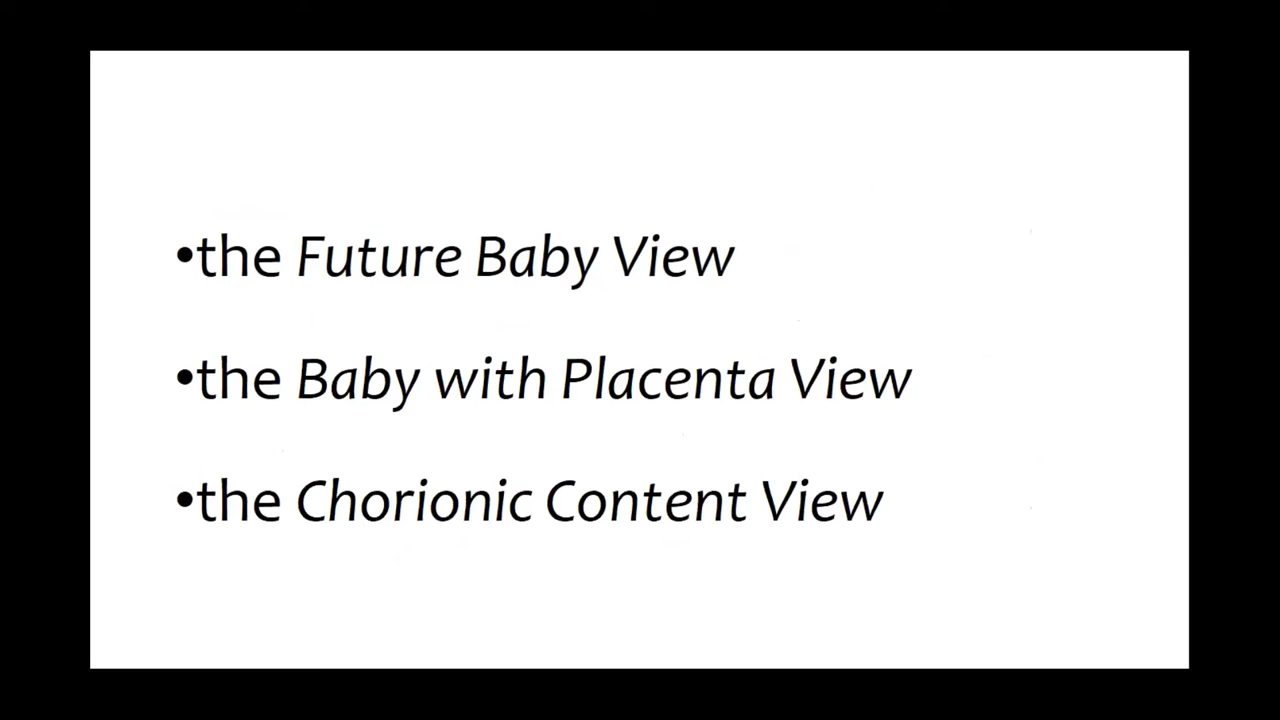 •the Future Baby View
•the Baby with Placenta View
•the Chorionic Content View